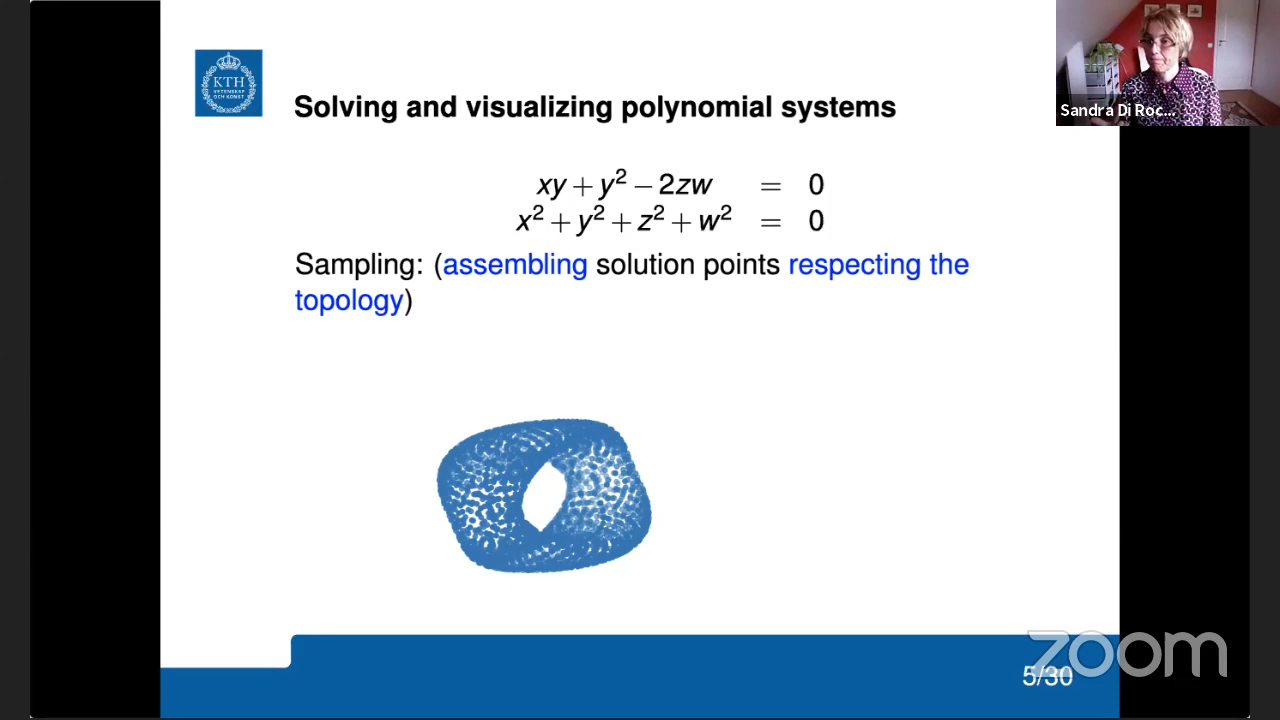 KTH
VETENSKAP
OCH KONST
Solving and visualizing polynomial systems
xy + y² − 2zw = 0
x² + y² + z² + w² = 0
Sampling: (assembling solution points respecting the
topology)
Sandra Di Roc...
zoom
5/30